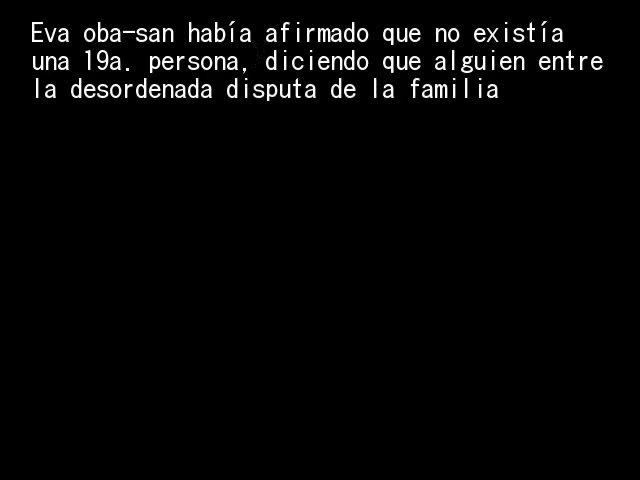 Eva oba-san había afirmado que no existía
una 19a. persona, diciendo que alguien entre
la desordenada disputa de la familia